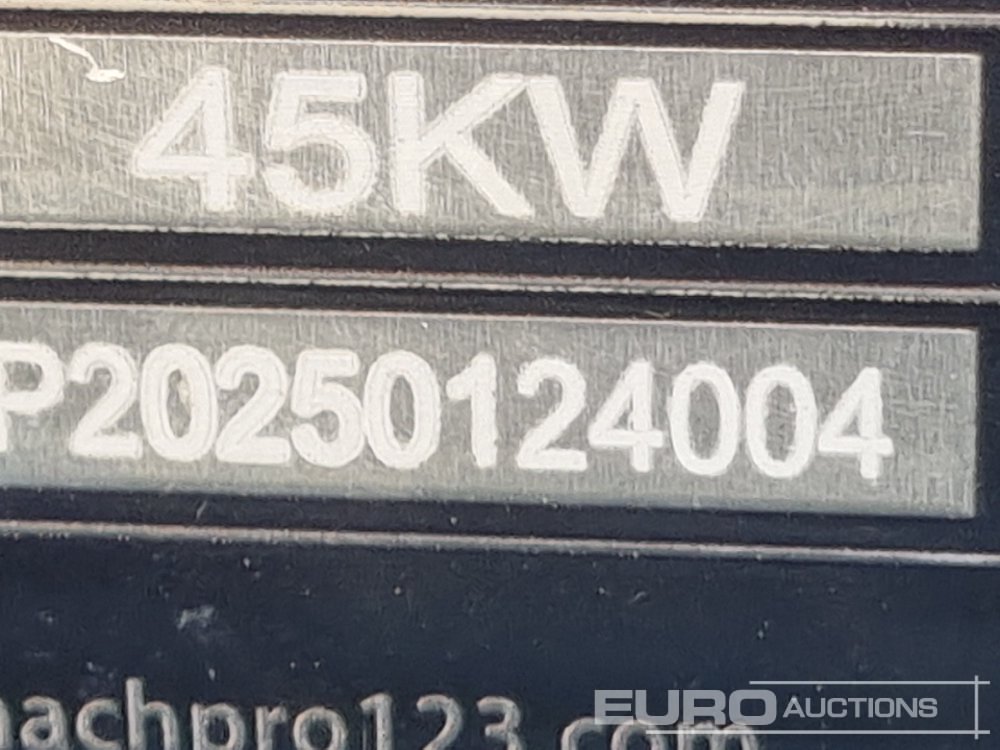 45KW
P20250124004
achpro123.com
EURO AUCTIONS